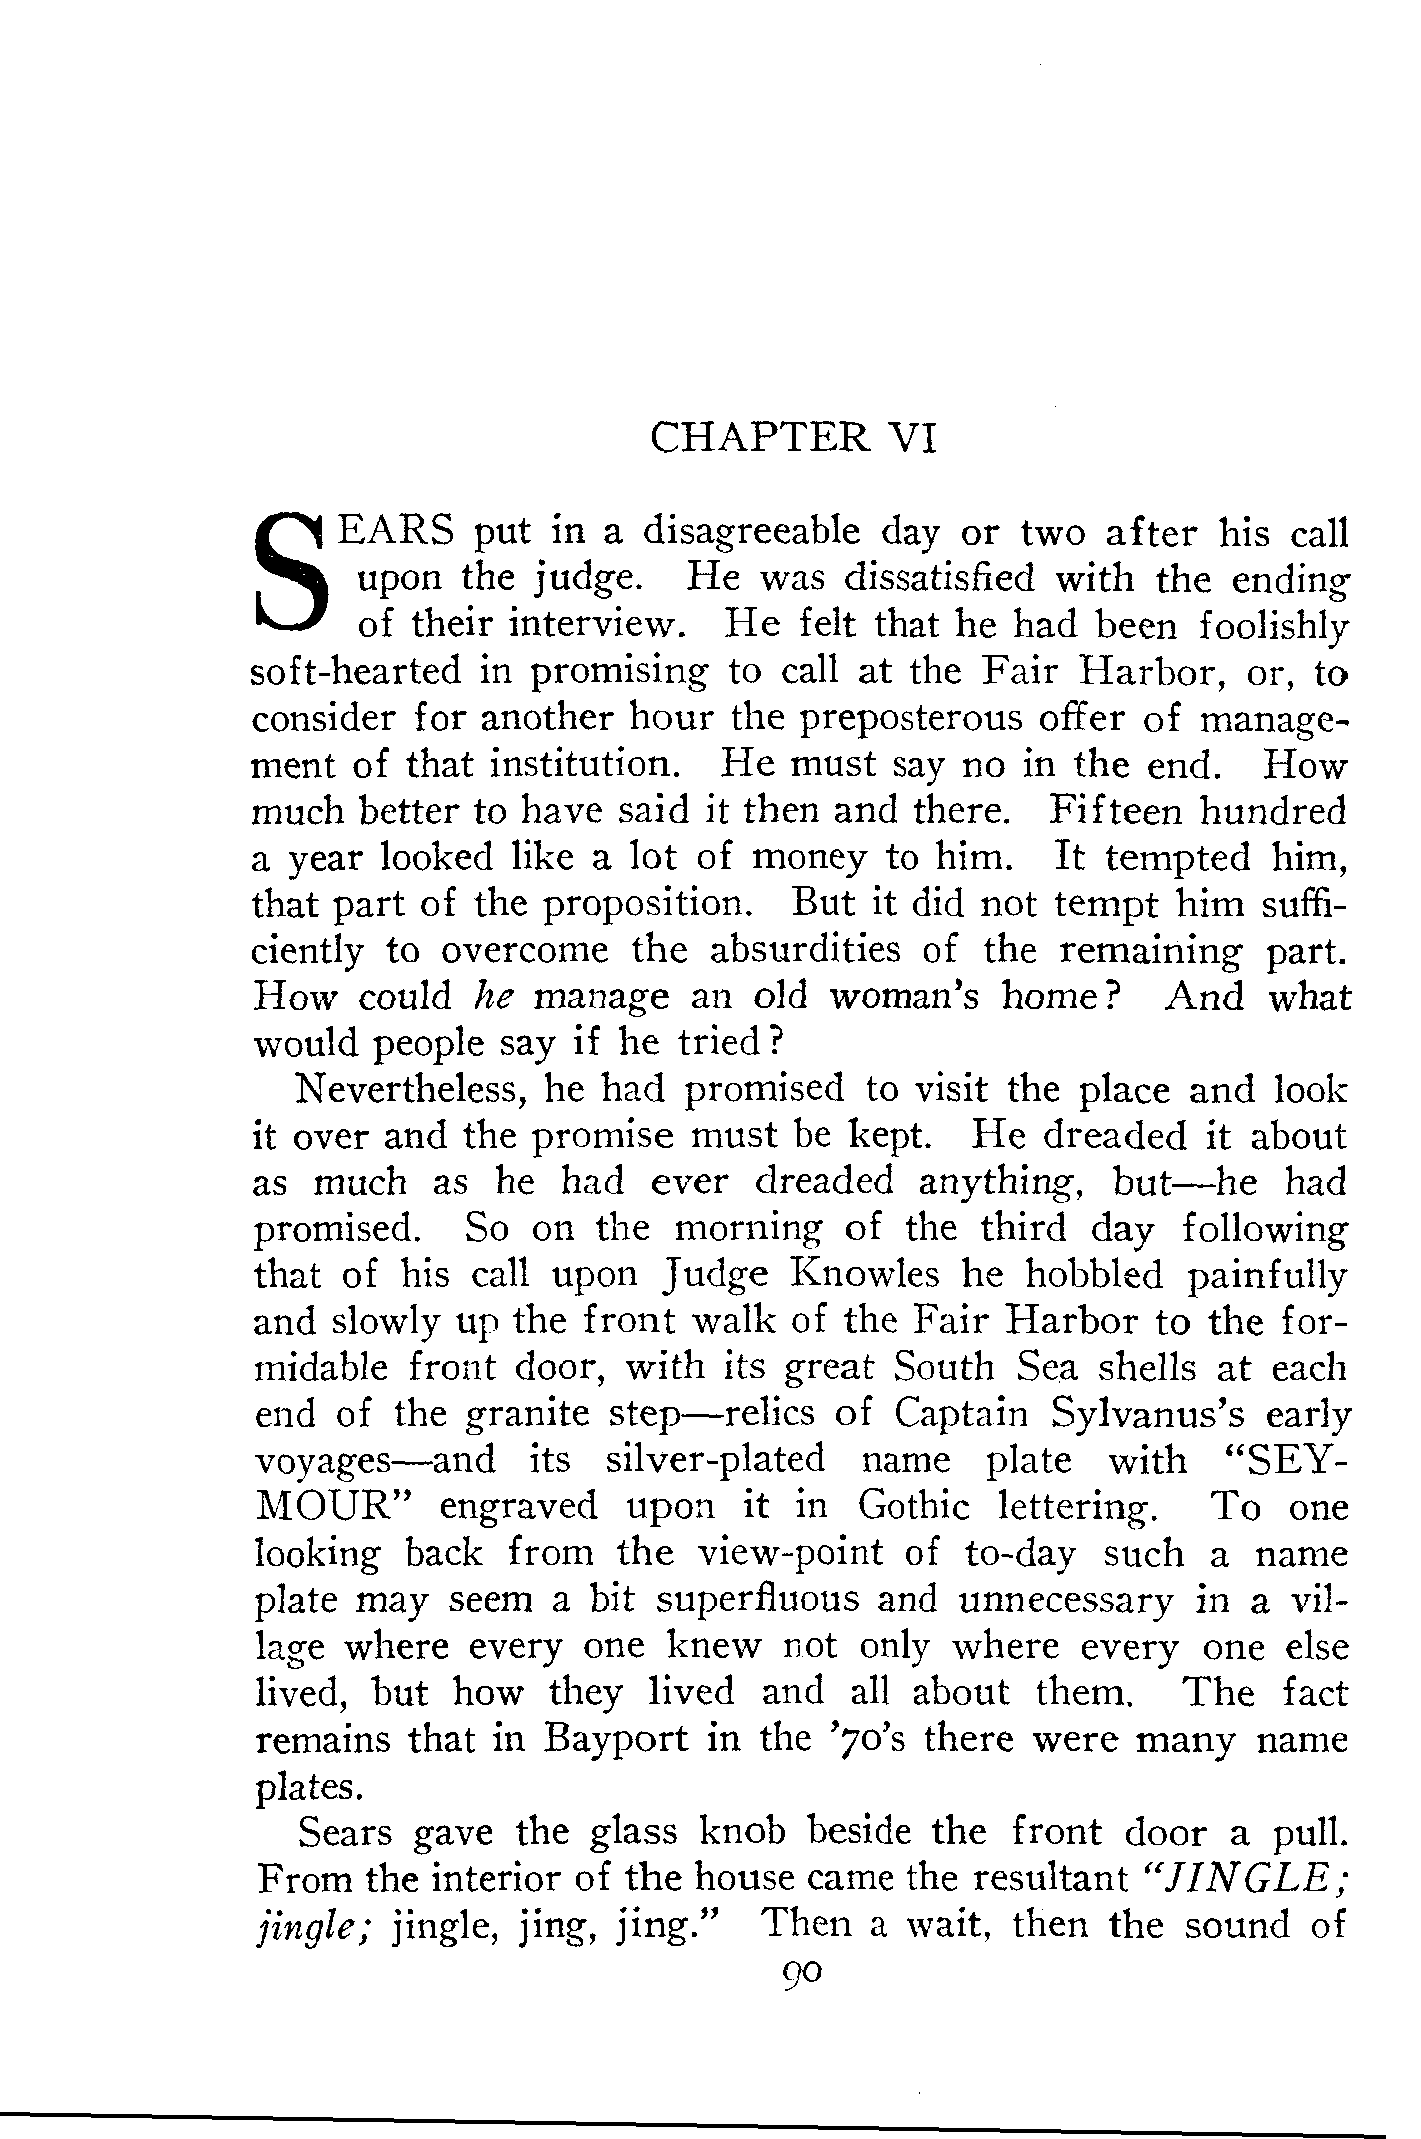 CHAPTER VI
SEARS put in a disagreeable day or two after his call
upon the judge. He was dissatisfied with the ending
of their interview. He felt that he had been foolishly
soft-hearted in promising to call at the Fair Harbor, or, to
consider for another hour the preposterous offer of manage-
ment of that institution. He must say no in the end. How
much better to have said it then and there. Fifteen hundred
a year looked like a lot of money to him. It tempted him,
that part of the proposition. But it did not tempt him suffi-
ciently to overcome the absurdities of the remaining part.
How could he manage an old woman's home? And what
would people say if he tried?
Nevertheless, he had promised to visit the place and look
it over and the promise must be kept. He dreaded it about
as much as he had ever dreaded anything, but—he had
promised. So on the morning of the third day following
that of his call upon Judge Knowles he hobbled painfully
and slowly up the front walk of the Fair Harbor to the for-
midable front door, with its great South Sea shells at each
end of the granite step—relics of Captain Sylvanus's early
voyages—and its silver-plated name plate with "SEY-
MOUR" engraved upon it in Gothic lettering. To one
looking back from the view-point of to-day such a name
plate may seem a bit superfluous and unnecessary in a vil-
lage where every one knew not only where every one else
lived, but how they lived and all about them. The fact
remains that in Bayport in the '70's there were many name
plates.
Sears gave the glass knob beside the front door a pull.
From the interior of the house came the resultant "JINGLE;
jingle; jingle, jing, jing." Then a wait, then the sound of
90